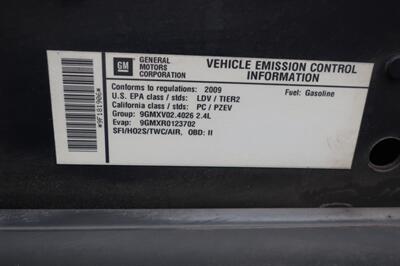 GM
GENERAL
MOTORS
CORPORATION
VEHICLE EMISSION CONTROL
INFORMATION
Conforms to regulations: 2009
Fuel: Gasoline
U.S. EPA class / stds: LDV / TIER2
California class / stds: PC / PZEV
Group: 9GMXV02.4026 2.4L
Evap: 9GMXR0123702
SFI/HO2S/TWC/AIR, OBD: II
*9F181906*